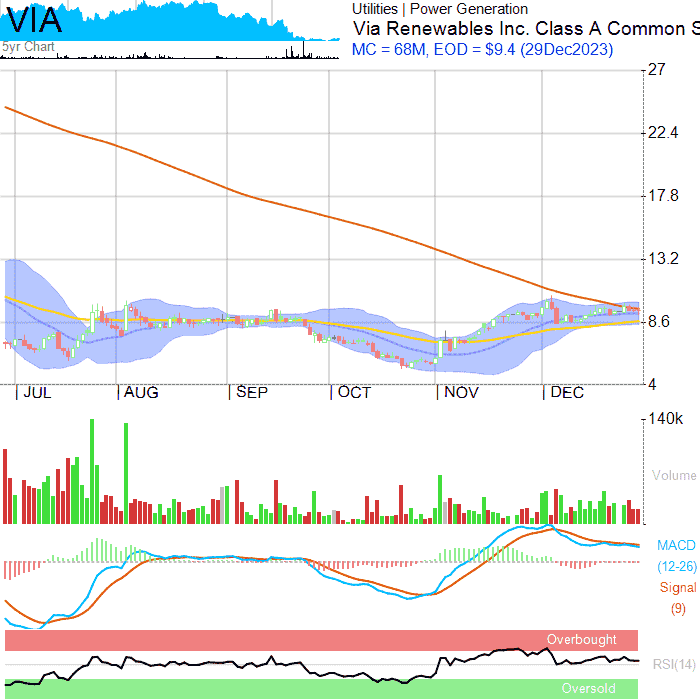 VIA
5yr Chart
Utilities | Power Generation
Via Renewables Inc. Class A Common S
MC = 68M, EOD = $9.4 (29Dec2023)
27
22.4
17.8
13.2
8.6
4
JUL AUG SEP OCT NOV DEC
140k
Volume
MACD
(12-26)
Signal
(9)
Overbought
RSI(14)
Oversold